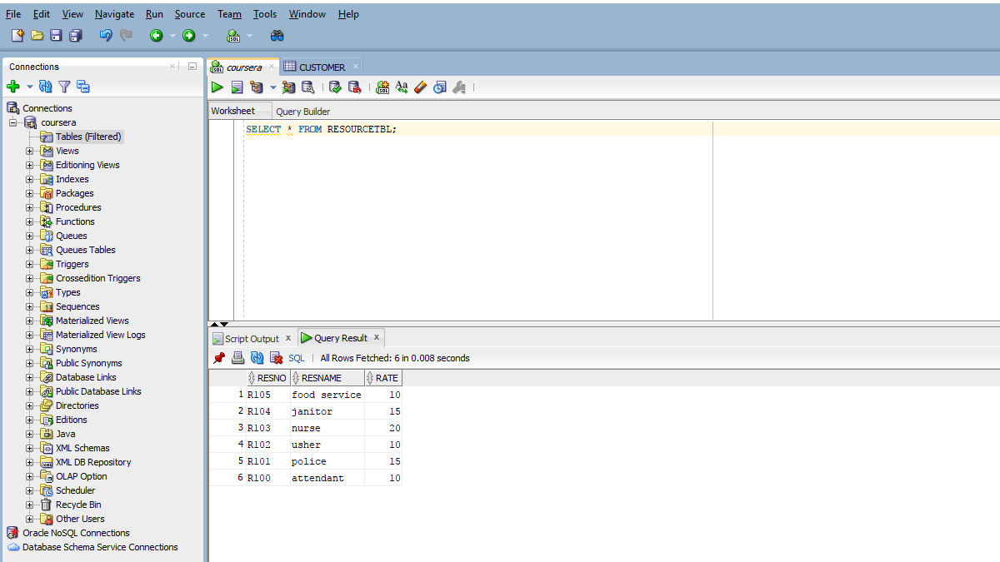 File Edit View Navigate Run Source Team Tools Window Help
Connections
Connections
coursera
Tables (Filtered)
Views
Editioning Views
Indexes
Packages
Procedures
Functions
Queues
Queues Tables
Triggers
Crossedition Triggers
Types
Sequences
Materialized Views
Materialized View Logs
Synonyms
Public Synonyms
Database Links
Public Database Links
Directories
Editions
Java
XML Schemas
XML DB Repository
OLAP Option
Scheduler
Recycle Bin
Other Users
Oracle NoSQL Connections
Database Schema Service Connections
coursera CUSTOMER
Worksheet Query Builder
SELECT * FROM RESOURCETBL;
Script Output x Query Result x
SQL | All Rows Fetched: 6 in 0.008 seconds
RESNO RESNAME RATE
1 R105 food service 10
2 R104 janitor 15
3 R103 nurse 20
4 R102 usher 10
5 R101 police 15
6 R100 attendant 10